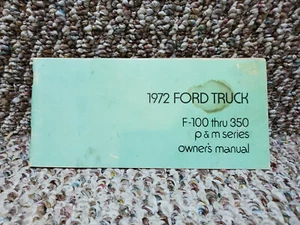 1972 FORD TRUCK
F-100 thru 350
p & m series
owner's manual